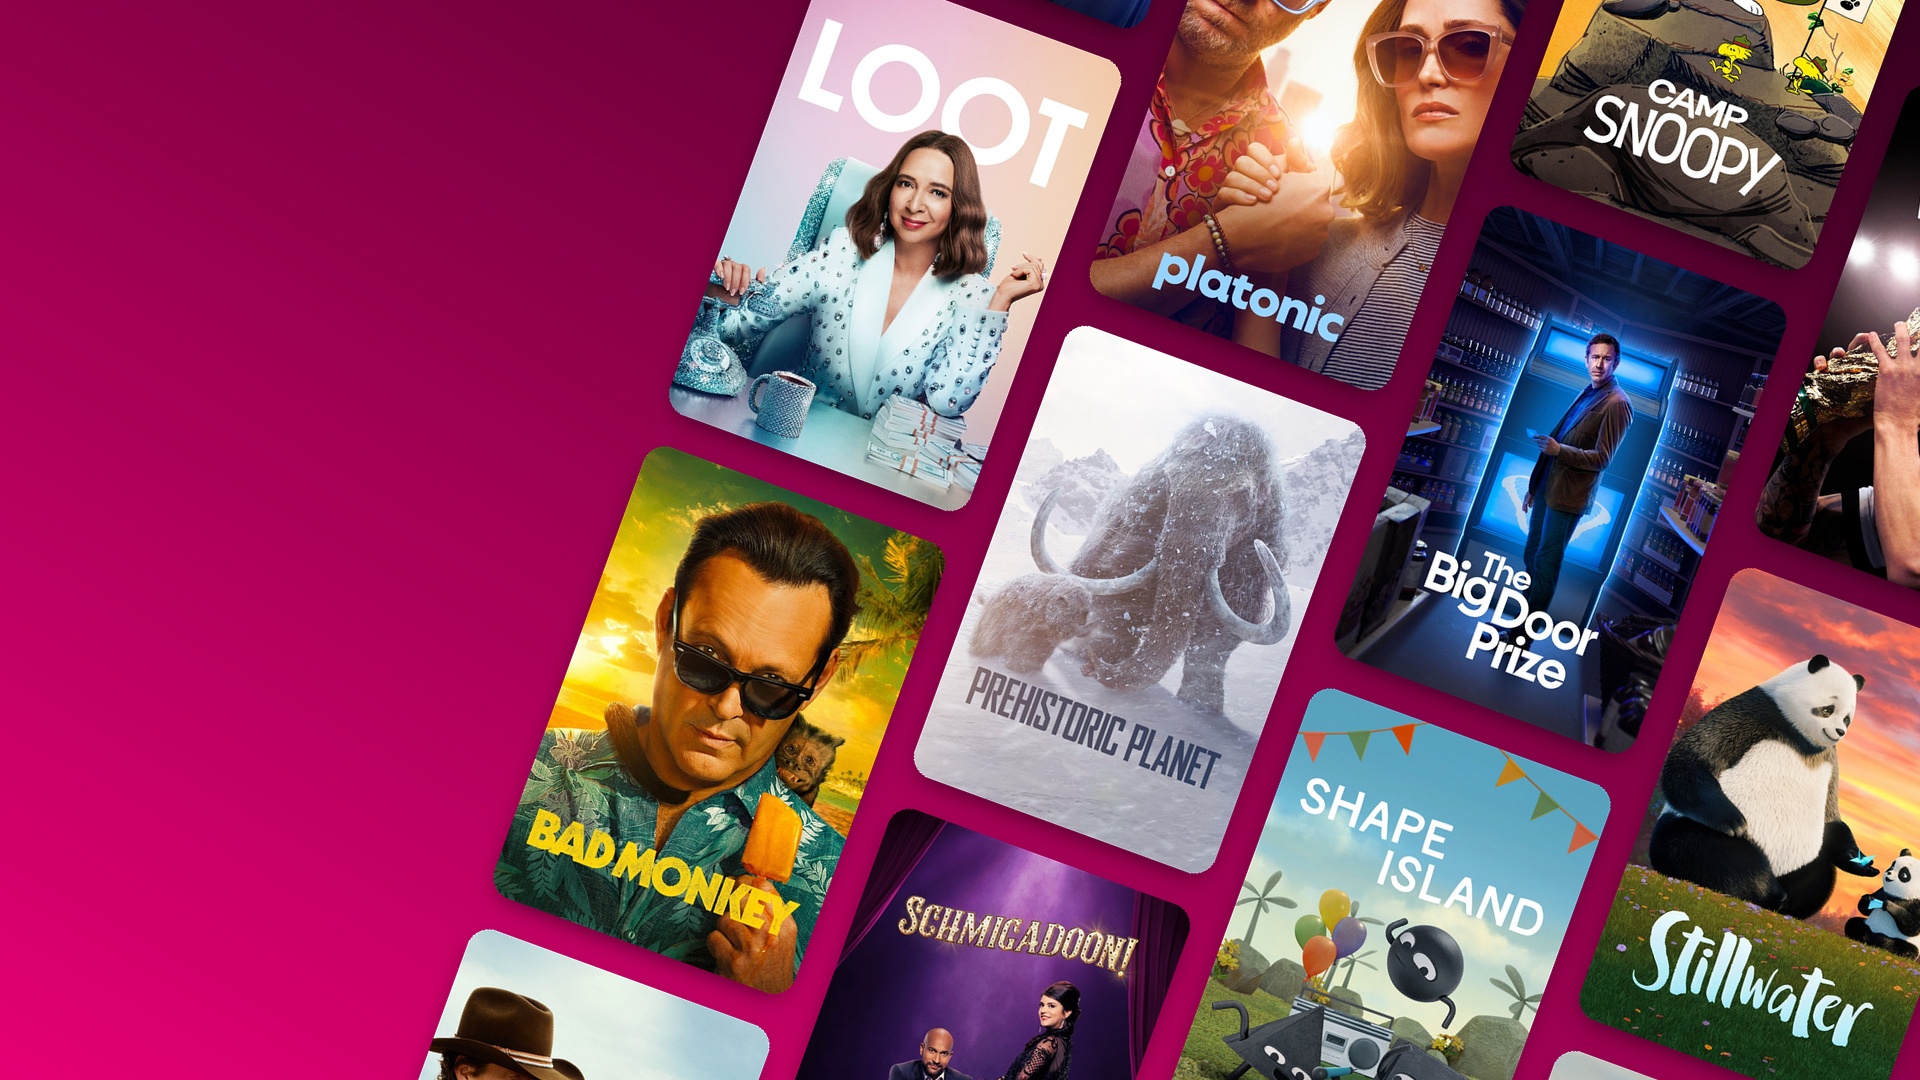 LOOT
platonic
CAMP
SNOOPY
The
Big Door
Prize
PREHISTORIC PLANET
BAD MONKEY
SHAPE
ISLAND
Stillwater
SCHMIGADOON!